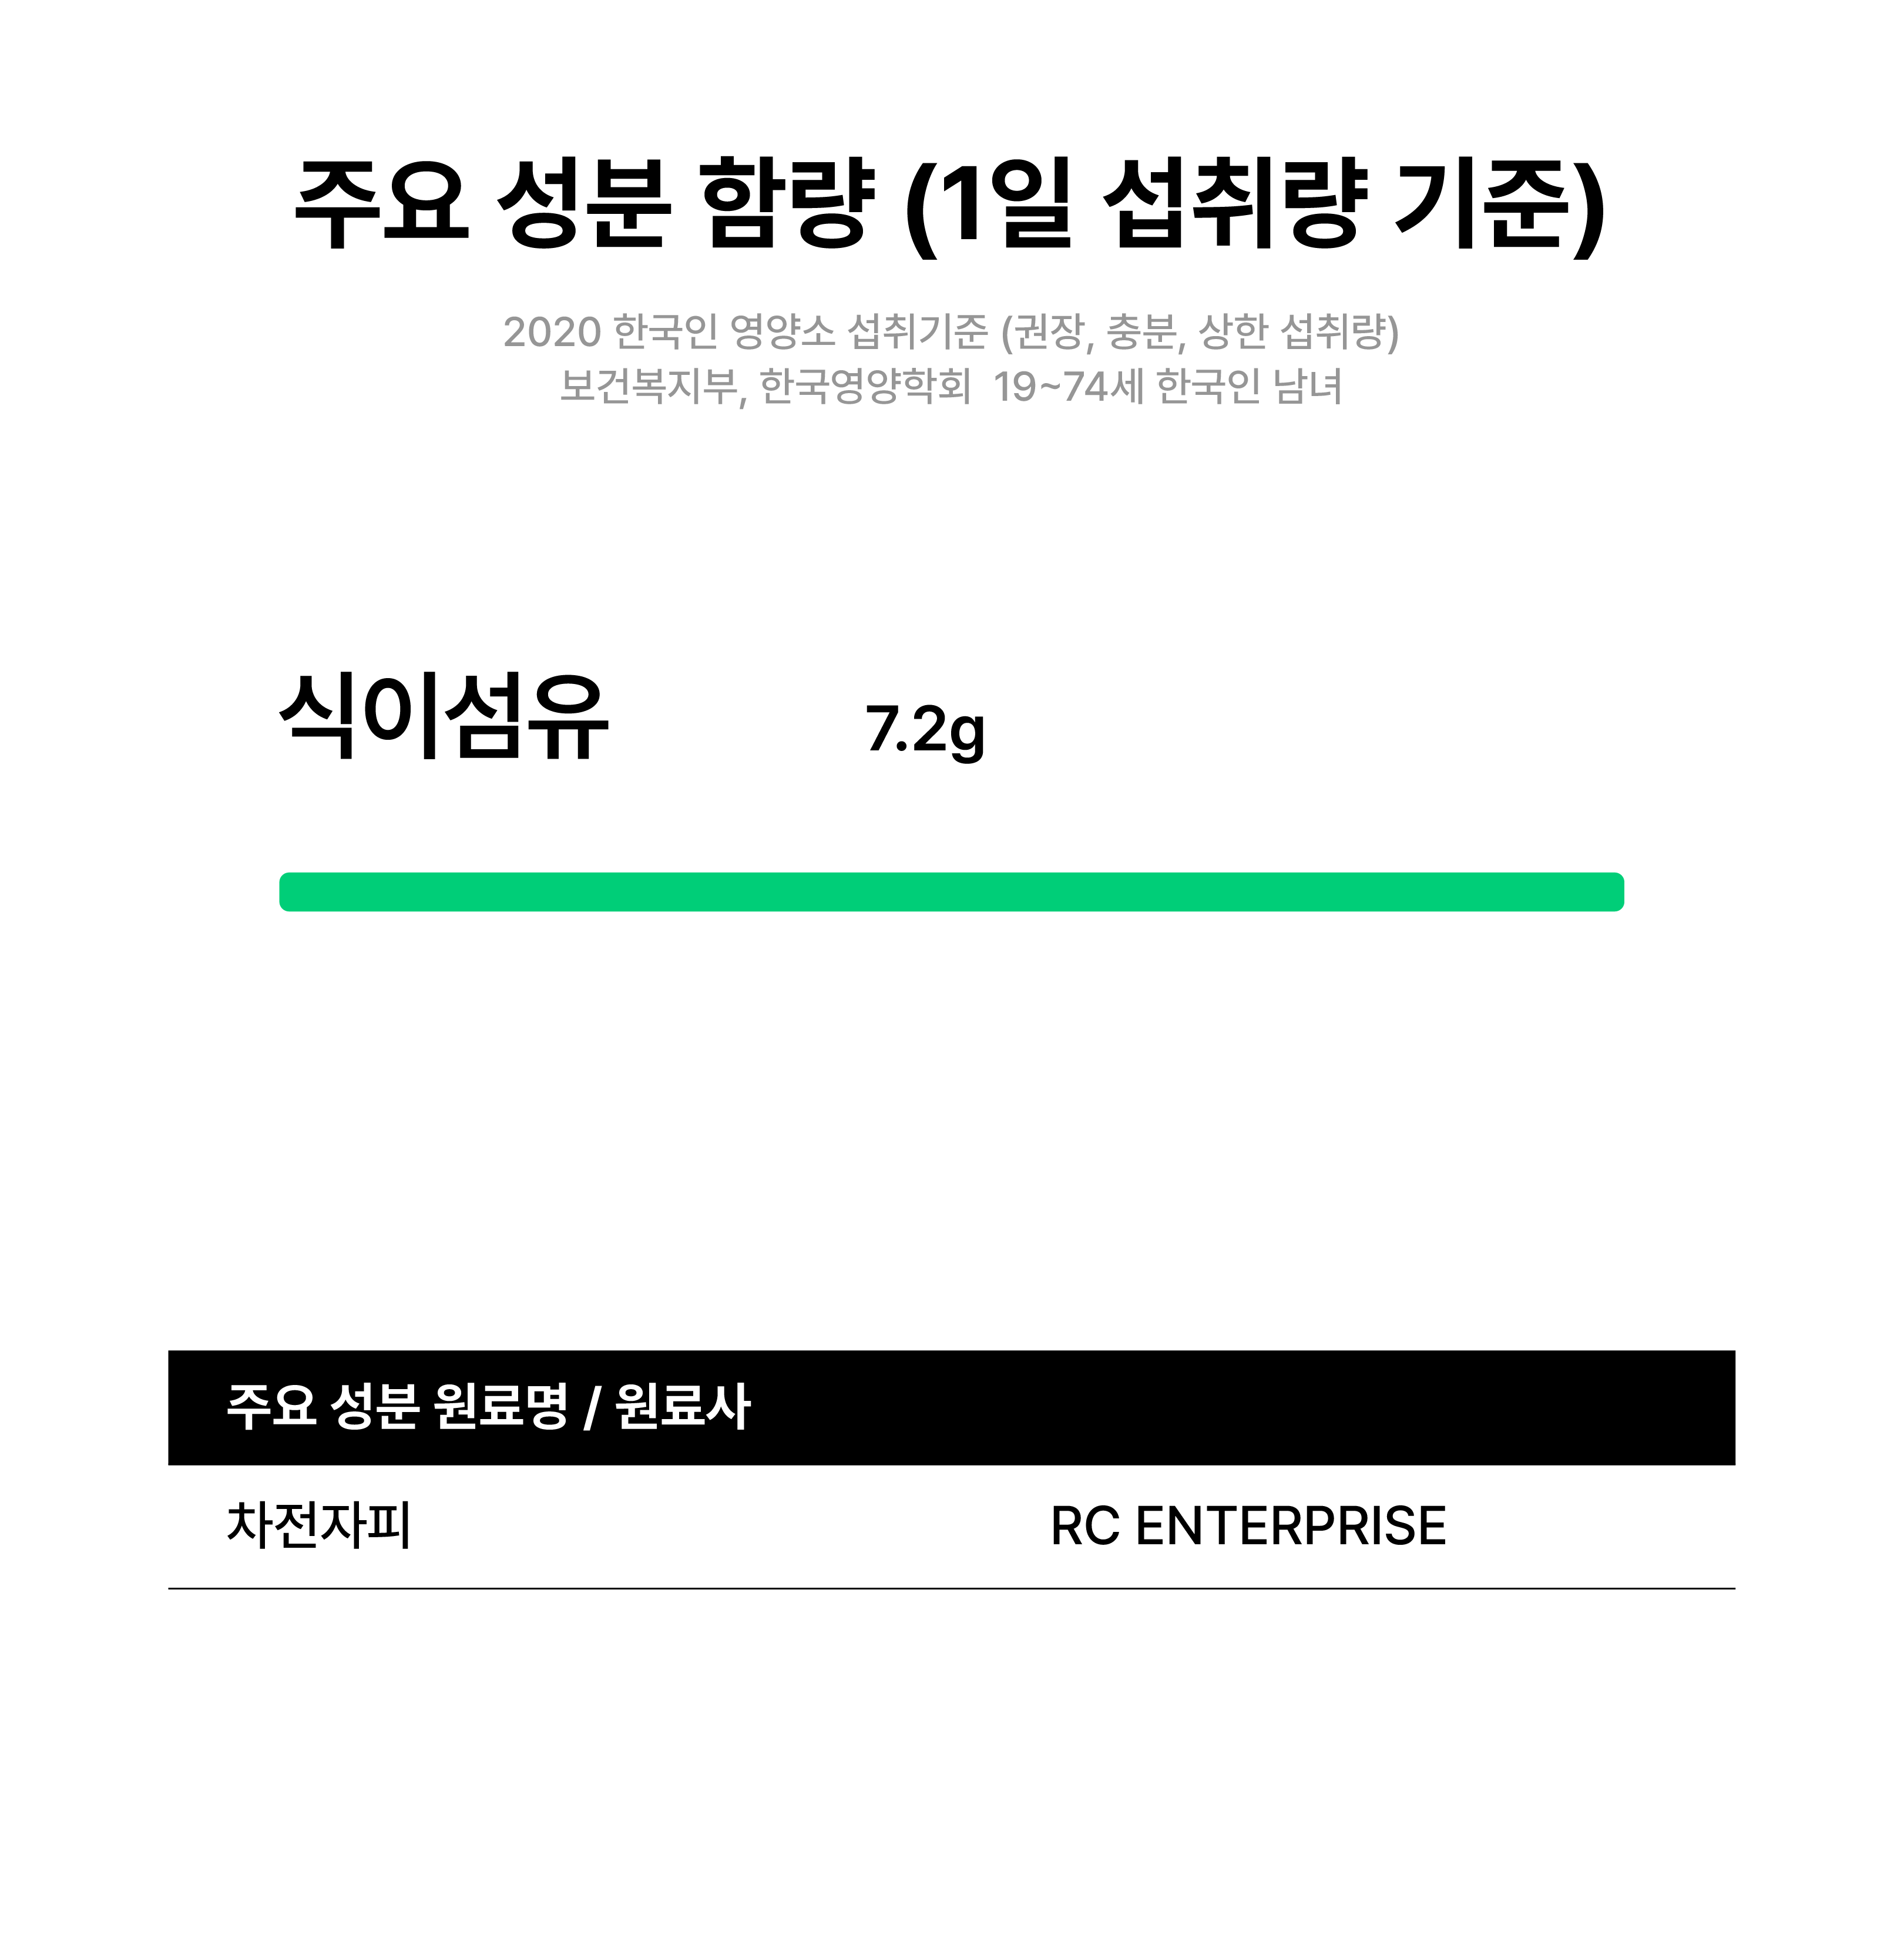 주요 성분 함량 (1일 섭취량 기준)
2020 한국인 영양소 섭취기준 (권장, 충분, 상한 섭취량)
보건복지부, 한국영양학회 19~74세 한국인 남녀
식이섬유 7.2g
주요 성분 원료명 / 원료사
차전자피 RC ENTERPRISE